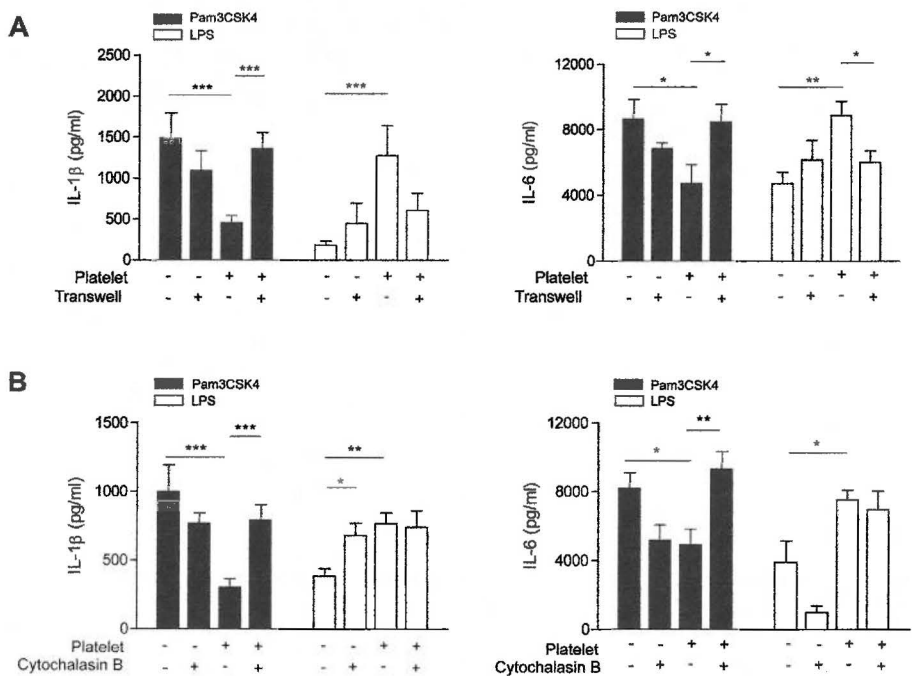 A
Pam3CSK4
LPS
IL-1β (pg/ml)
2500
2000
1500
1000
500
0
*** *** ***
Platelet - - + + - - + +
Transwell - + - + - + - +
Pam3CSK4
LPS
IL-6 (pg/ml)
12000
8000
4000
0
* * ** *
Platelet - - + + - - + +
Transwell - + - + - + - +
B
Pam3CSK4
LPS
IL-1β (pg/ml)
1500
1000
500
0
*** *** * **
Platelet - - + + - - + +
Cytochalasin B - + - + - + - +
Pam3CSK4
LPS
IL-6 (pg/ml)
12000
8000
4000
0
* ** *
Platelet - - + + - - + +
Cytochalasin B - + - + - + - +